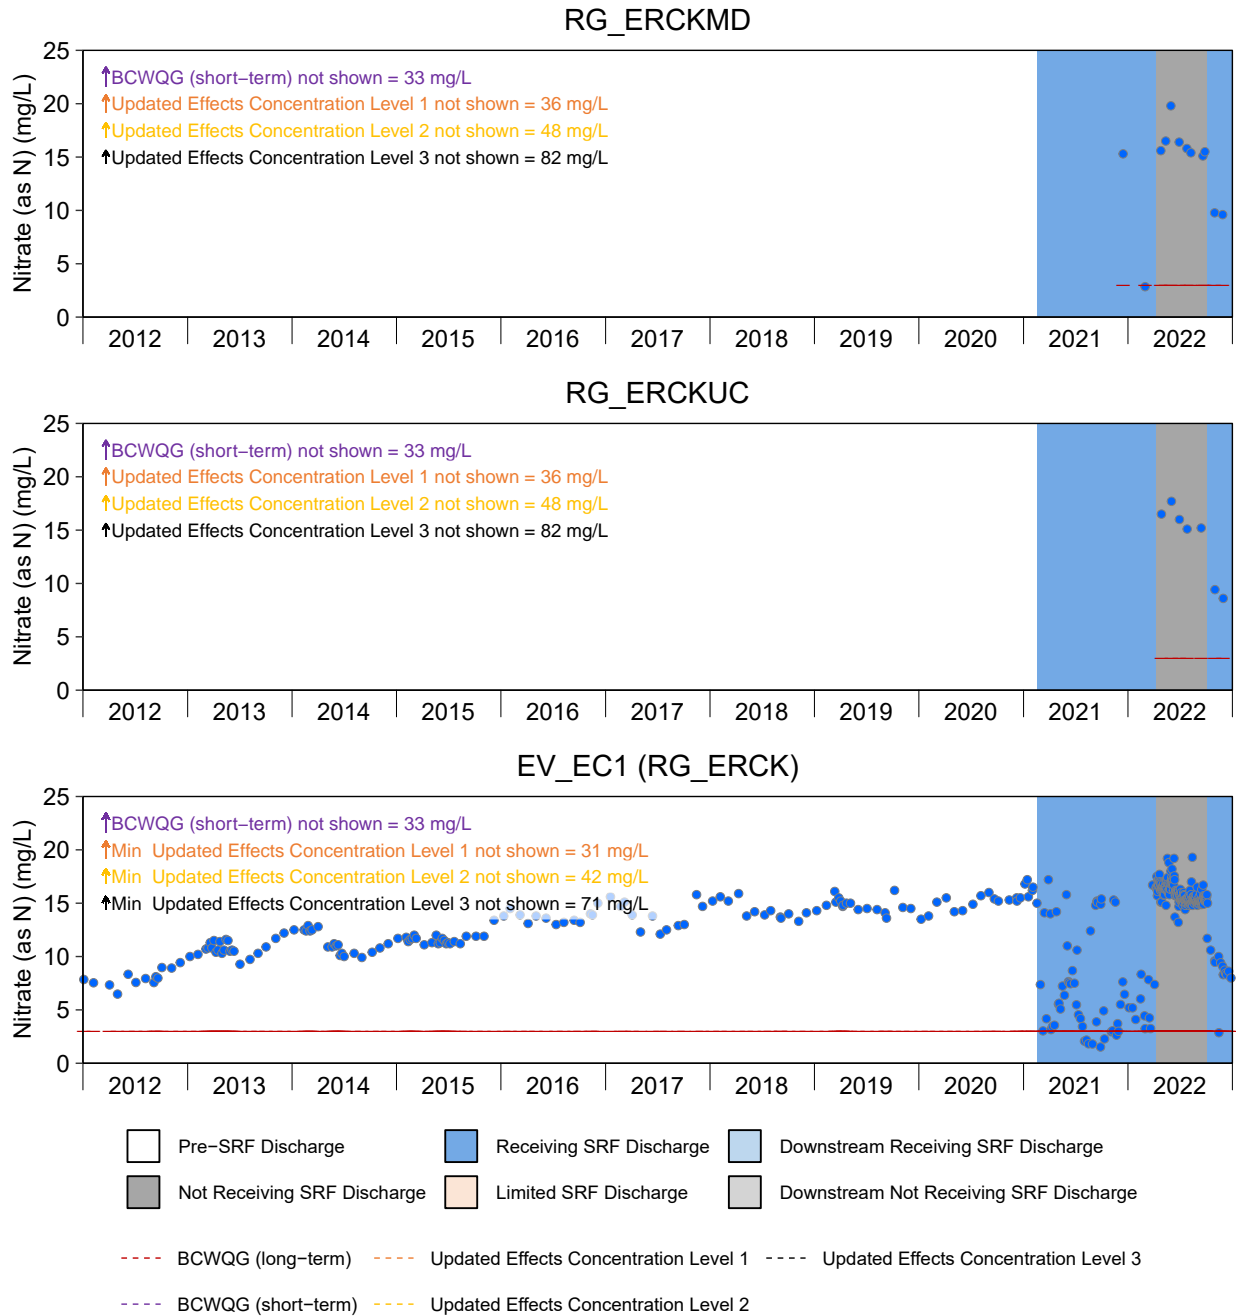 RG_ERCKMD
Nitrate (as N) (mg/L)
25
20
15
10
5
0
BCWQG (short−term) not shown = 33 mg/L
Updated Effects Concentration Level 1 not shown = 36 mg/L
Updated Effects Concentration Level 2 not shown = 48 mg/L
Updated Effects Concentration Level 3 not shown = 82 mg/L
2012 2013 2014 2015 2016 2017 2018 2019 2020 2021 2022
RG_ERCKUC
Nitrate (as N) (mg/L)
25
20
15
10
5
0
BCWQG (short−term) not shown = 33 mg/L
Updated Effects Concentration Level 1 not shown = 36 mg/L
Updated Effects Concentration Level 2 not shown = 48 mg/L
Updated Effects Concentration Level 3 not shown = 82 mg/L
2012 2013 2014 2015 2016 2017 2018 2019 2020 2021 2022
EV_EC1 (RG_ERCK)
Nitrate (as N) (mg/L)
25
20
15
10
5
0
BCWQG (short−term) not shown = 33 mg/L
Min Updated Effects Concentration Level 1 not shown = 31 mg/L
Min Updated Effects Concentration Level 2 not shown = 42 mg/L
Min Updated Effects Concentration Level 3 not shown = 71 mg/L
2012 2013 2014 2015 2016 2017 2018 2019 2020 2021 2022
Pre−SRF Discharge Receiving SRF Discharge Downstream Receiving SRF Discharge
Not Receiving SRF Discharge Limited SRF Discharge Downstream Not Receiving SRF Discharge
BCWQG (long−term) Updated Effects Concentration Level 1 Updated Effects Concentration Level 3
BCWQG (short−term) Updated Effects Concentration Level 2